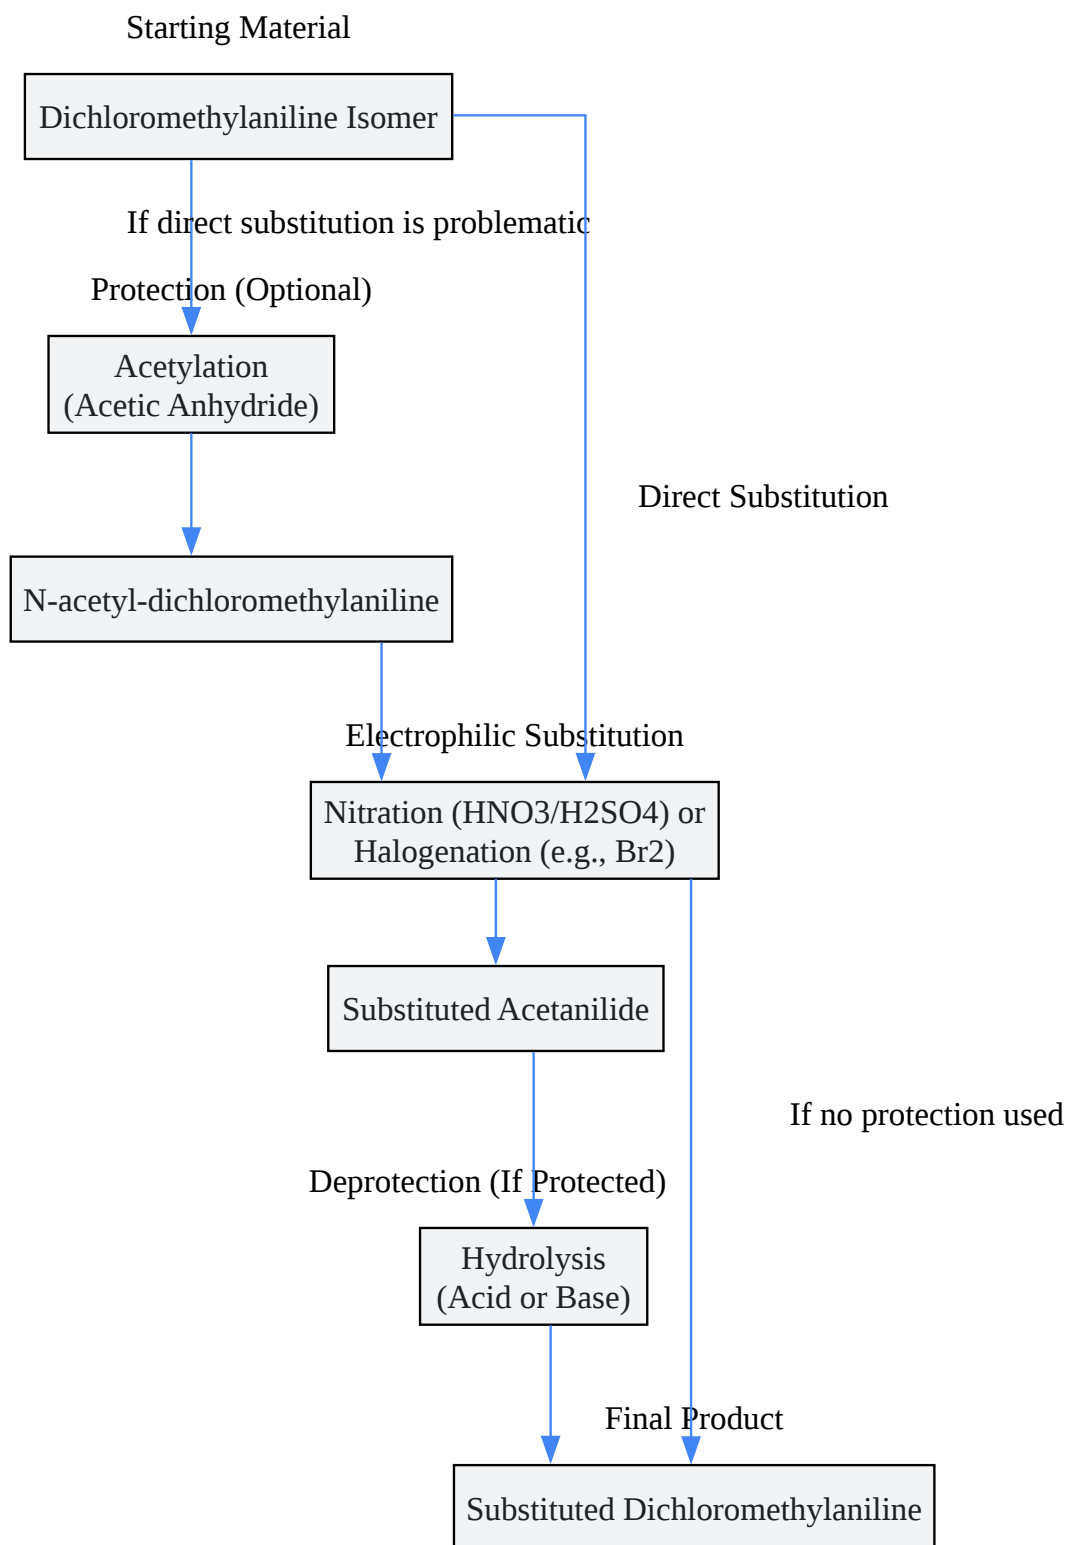 Starting Material
Dichloromethylaniline Isomer
If direct substitution is problematic
Protection (Optional)
Acetylation
(Acetic Anhydride)
Direct Substitution
N-acetyl-dichloromethylaniline
Electrophilic Substitution
Nitration (HNO3/H2SO4) or
Halogenation (e.g., Br2)
Substituted Acetanilide
If no protection used
Deprotection (If Protected)
Hydrolysis
(Acid or Base)
Final Product
Substituted Dichloromethylaniline